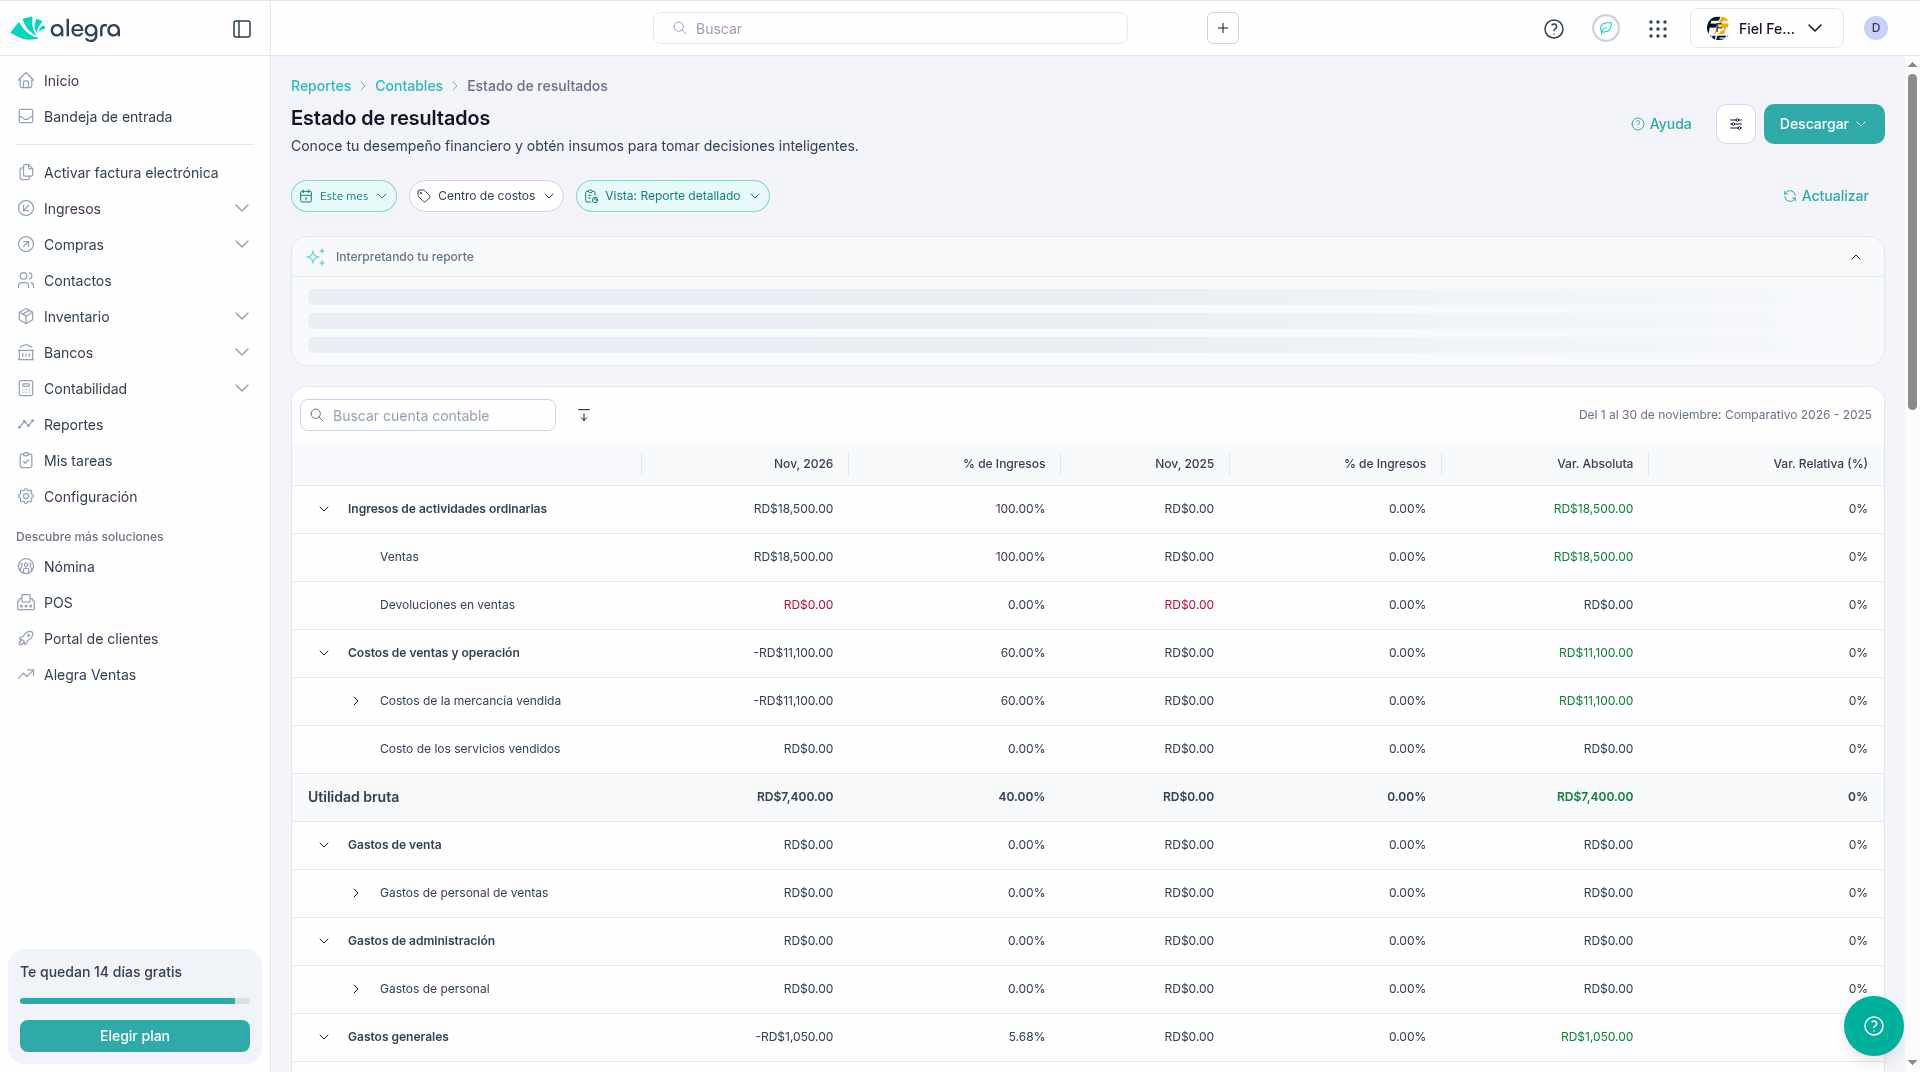 alegra
Buscar
Fiel Fe...
D
Inicio
Bandeja de entrada
Activar factura electrónica
Ingresos
Compras
Contactos
Inventario
Bancos
Contabilidad
Reportes
Mis tareas
Configuración
Descubre más soluciones
Nómina
POS
Portal de clientes
Alegra Ventas
Te quedan 14 días gratis
Elegir plan
Reportes > Contables > Estado de resultados
Estado de resultados
Conoce tu desempeño financiero y obtén insumos para tomar decisiones inteligentes.
Ayuda
Descargar
Este mes
Centro de costos
Vista: Reporte detallado
Actualizar
Interpretando tu reporte
Buscar cuenta contable
Del 1 al 30 de noviembre: Comparativo 2026 - 2025
Nov, 2026 % de Ingresos Nov, 2025 % de Ingresos Var. Absoluta Var. Relativa (%)
Ingresos de actividades ordinarias RD$18,500.00 100.00% RD$0.00 0.00% RD$18,500.00 0%
Ventas RD$18,500.00 100.00% RD$0.00 0.00% RD$18,500.00 0%
Devoluciones en ventas RD$0.00 0.00% RD$0.00 0.00% RD$0.00 0%
Costos de ventas y operación -RD$11,100.00 60.00% RD$0.00 0.00% RD$11,100.00 0%
Costos de la mercancía vendida -RD$11,100.00 60.00% RD$0.00 0.00% RD$11,100.00 0%
Costo de los servicios vendidos RD$0.00 0.00% RD$0.00 0.00% RD$0.00 0%
Utilidad bruta RD$7,400.00 40.00% RD$0.00 0.00% RD$7,400.00 0%
Gastos de venta RD$0.00 0.00% RD$0.00 0.00% RD$0.00 0%
Gastos de personal de ventas RD$0.00 0.00% RD$0.00 0.00% RD$0.00 0%
Gastos de administración RD$0.00 0.00% RD$0.00 0.00% RD$0.00 0%
Gastos de personal RD$0.00 0.00% RD$0.00 0.00% RD$0.00 0%
Gastos generales -RD$1,050.00 5.68% RD$0.00 0.00% RD$1,050.00